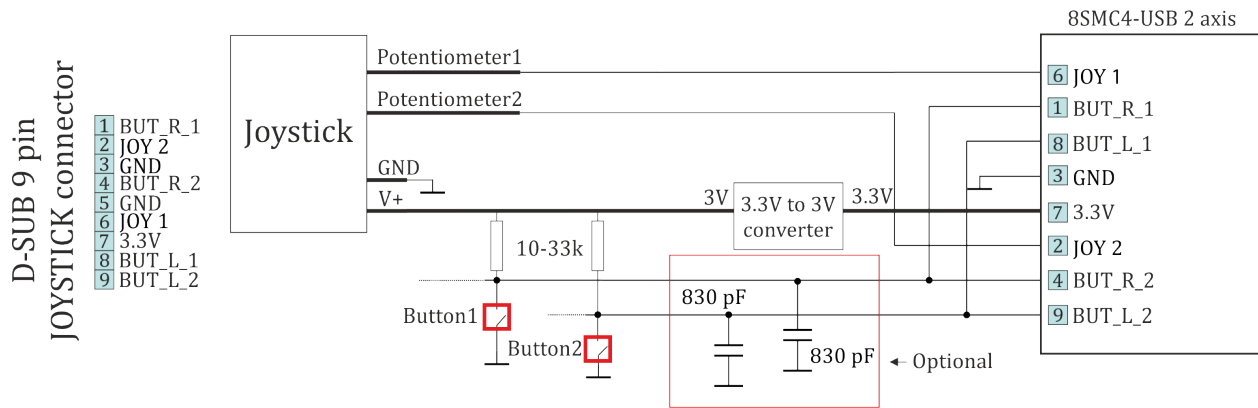 8SMC4-USB 2 axis
D-SUB 9 pin
JOYSTICK connector
1 BUT_R_1
2 JOY 2
3 GND
4 BUT_R_2
5 GND
6 JOY 1
7 3.3V
8 BUT_L_1
9 BUT_L_2
Joystick
Potentiometer1
Potentiometer2
GND
V+
3V
3.3V to 3V
converter
3.3V
10-33k
Button1
Button2
830 pF
830 pF
Optional
6 JOY 1
1 BUT_R_1
8 BUT_L_1
3 GND
7 3.3V
2 JOY 2
4 BUT_R_2
9 BUT_L_2